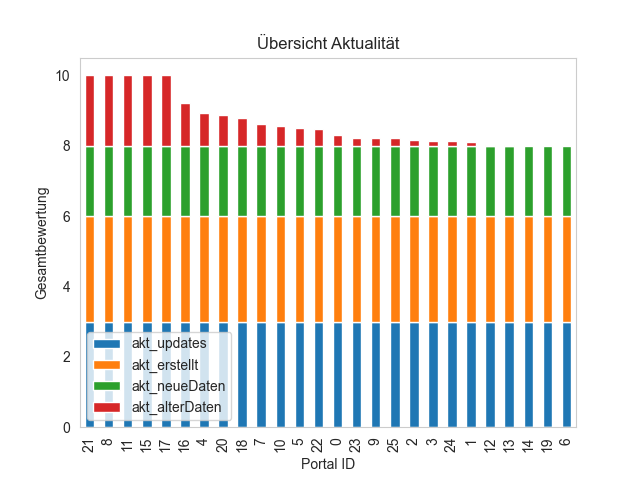 Übersicht Aktualität
Gesamtbewertung
10
8
6
4
2
0
akt_updates
akt_erstellt
akt_neueDaten
akt_alterDaten
21 8 11 15 17 16 4 20 18 7 10 5 22 0 23 9 25 2 3 24 1 12 13 14 19 6
Portal ID